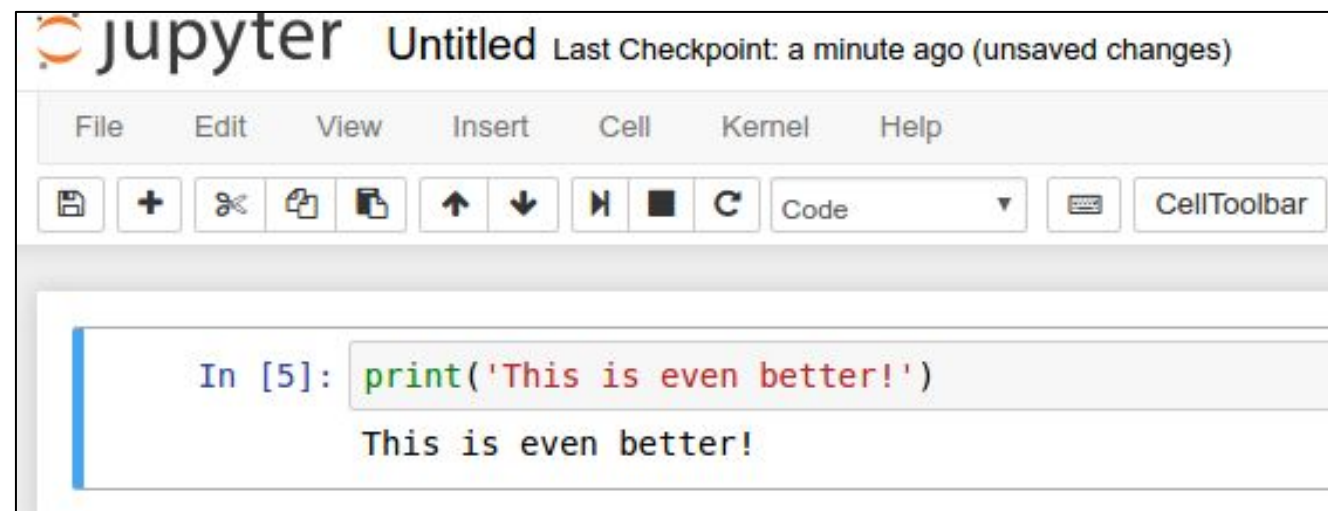 jupyter Untitled Last Checkpoint: a minute ago (unsaved changes)
File Edit View Insert Cell Kernel Help
Code CellToolbar
In [5]: print('This is even better!')
This is even better!